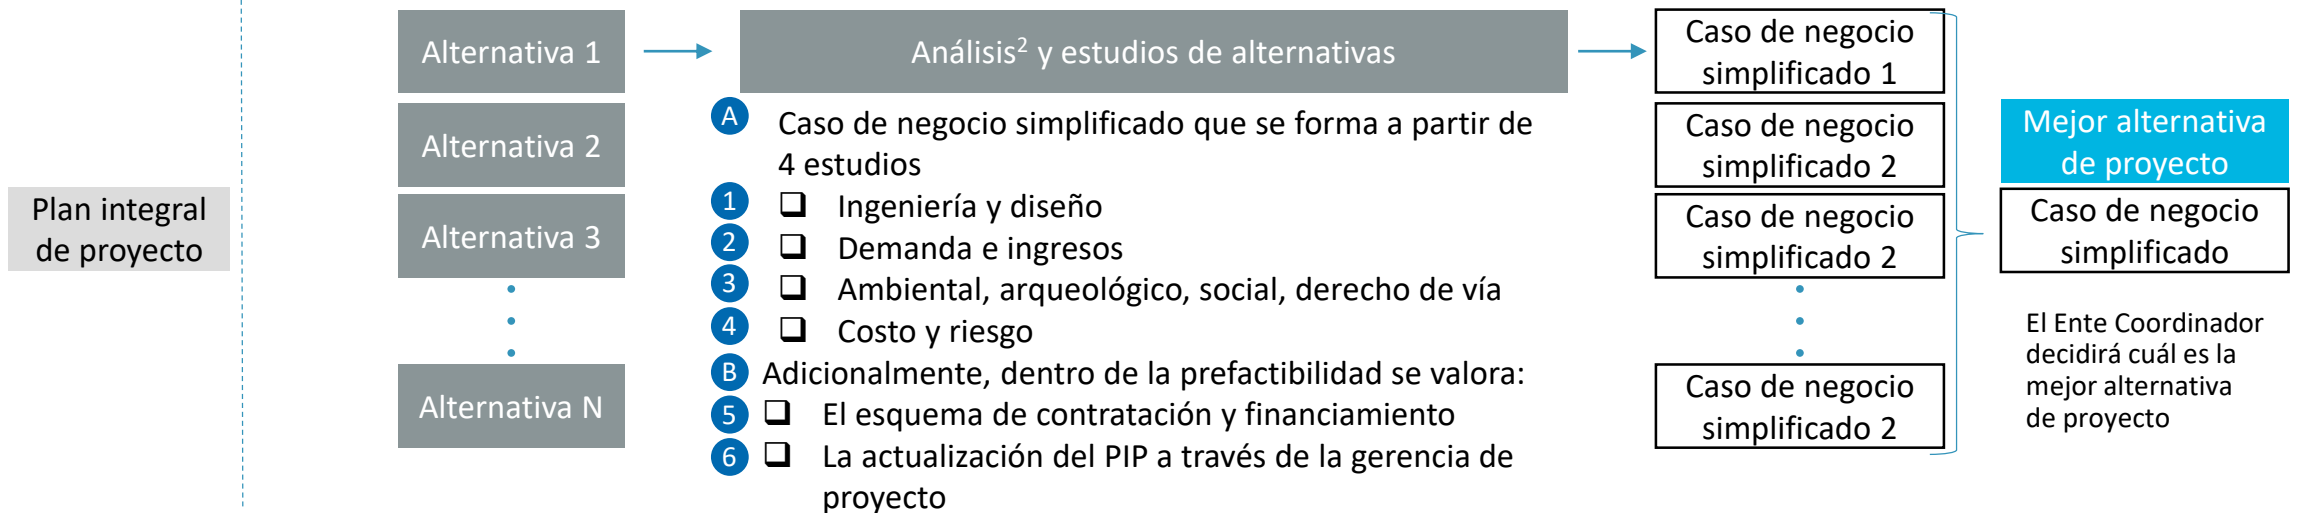 Plan integral
de proyecto
Alternativa 1
Alternativa 2
Alternativa 3
Alternativa N
Análisis² y estudios de alternativas
A Caso de negocio simplificado que se forma a partir de
4 estudios
1 ❑ Ingeniería y diseño
2 ❑ Demanda e ingresos
3 ❑ Ambiental, arqueológico, social, derecho de vía
4 ❑ Costo y riesgo
B Adicionalmente, dentro de la prefactibilidad se valora:
5 ❑ El esquema de contratación y financiamiento
6 ❑ La actualización del PIP a través de la gerencia de
proyecto
Caso de negocio
simplificado 1
Caso de negocio
simplificado 2
Caso de negocio
simplificado 2
Caso de negocio
simplificado 2
Mejor alternativa
de proyecto
Caso de negocio
simplificado
El Ente Coordinador
decidirá cuál es la
mejor alternativa
de proyecto